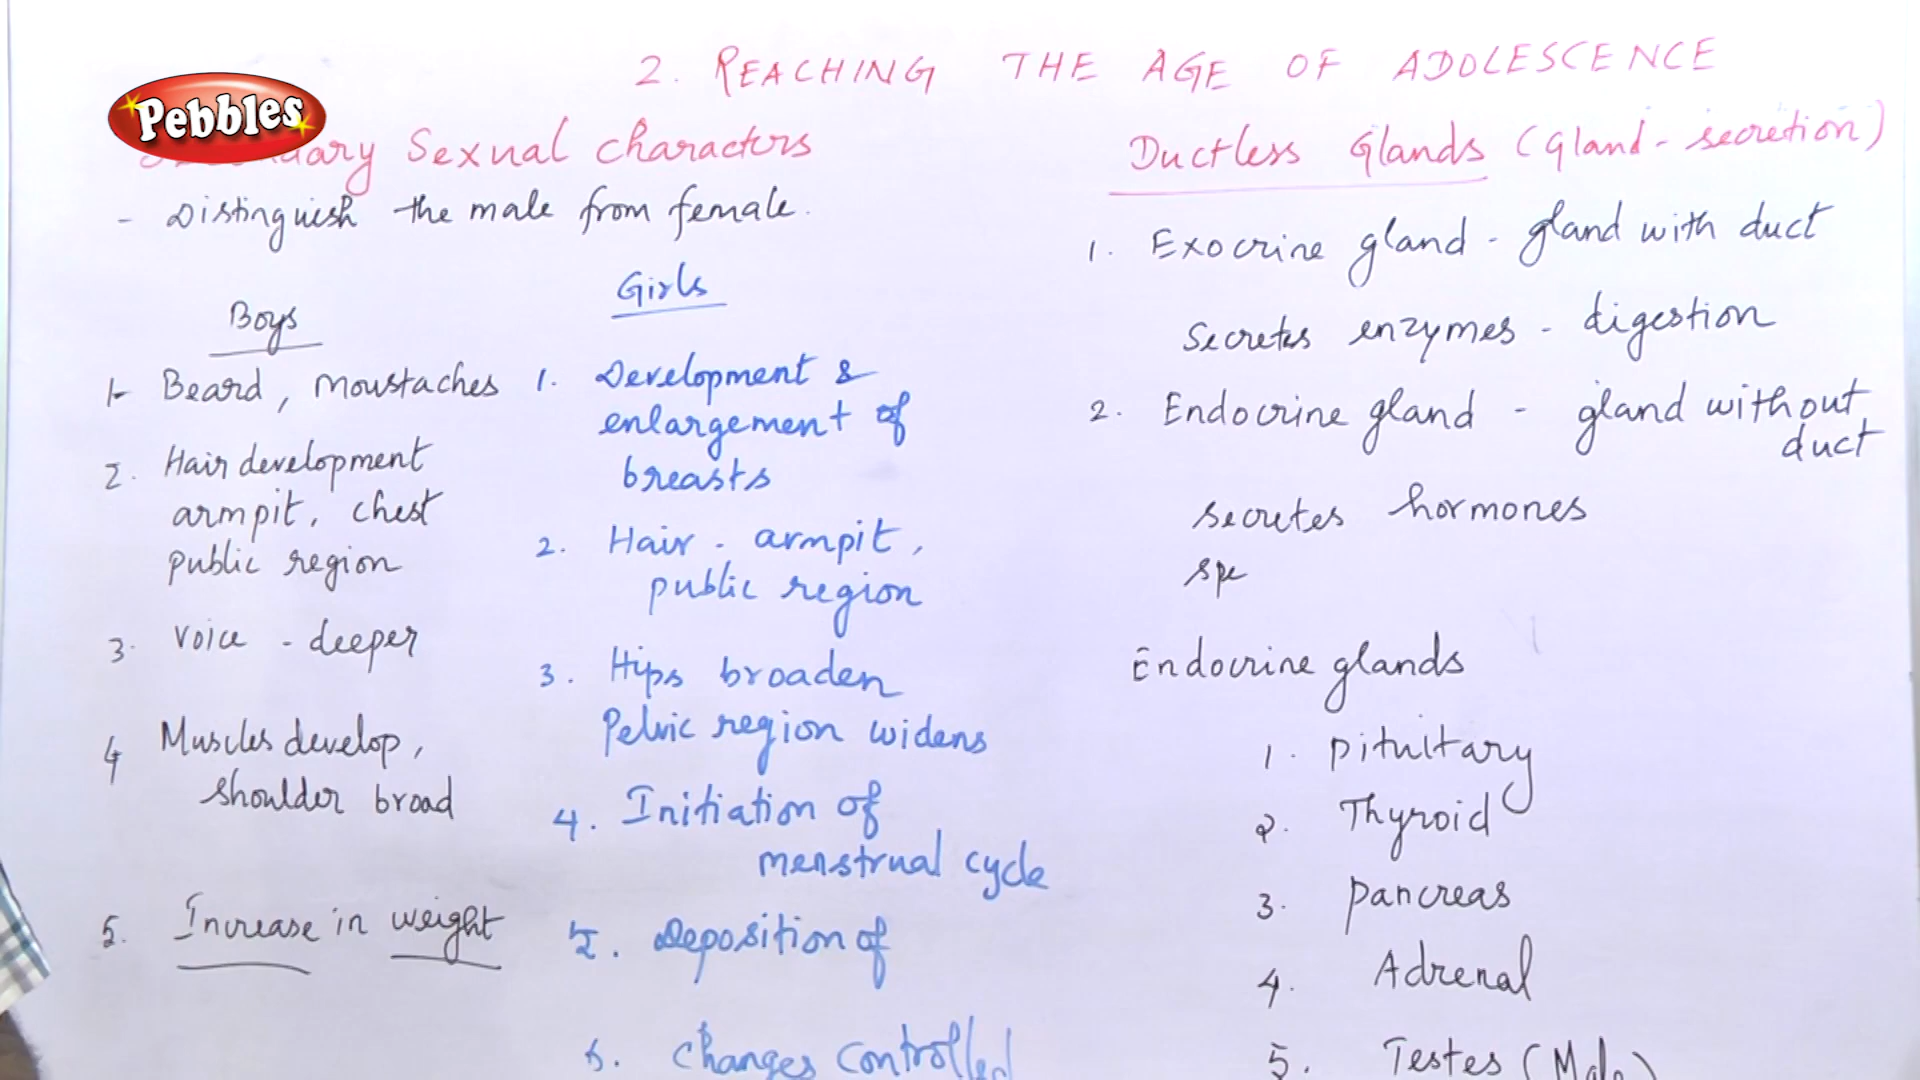 2. REACHING THE AGE OF ADOLESCENCE
Pebbles
Sexual characters
- Distinguish the male from female.
Boys
1- Beard, moustaches
2. Hair development
armpit, chest
public region
3. Voice - deeper
4 Muscles develop,
shoulder broad
5. Increase in weight
Girls
1. Development &
enlargement of
breasts
2. Hair - armpit,
public region
3. Hips broaden
Pelvic region widens
4. Initiation of
menstrual cycle
5. Deposition of
6. Changes controlled
Ductless Glands (Gland - secretion)
1. Exocrine gland - gland with duct
Secretes enzymes - digestion
2. Endocrine gland - gland without
duct
secretes hormones
spe
Endocrine glands
1. Pituitary
2. Thyroid
3. Pancreas
4. Adrenal
5. Testes (Male)